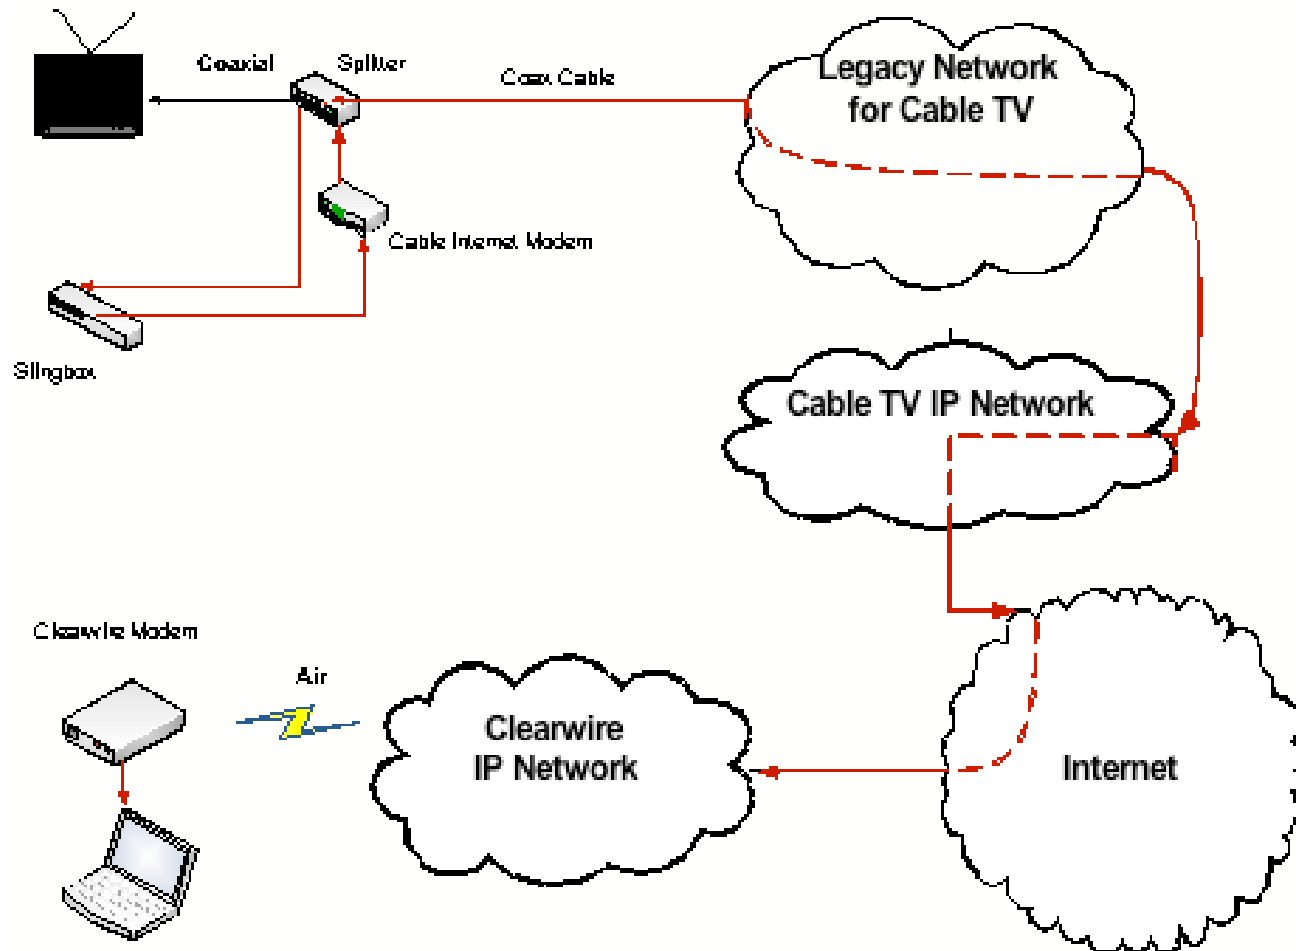 Coaxial
Splitter
Coax Cable
Legacy Network
for Cable TV
Cable Internet Modem
Slingbox
Cable TV IP Network
Clearwire Modem
Air
Clearwire
IP Network
Internet